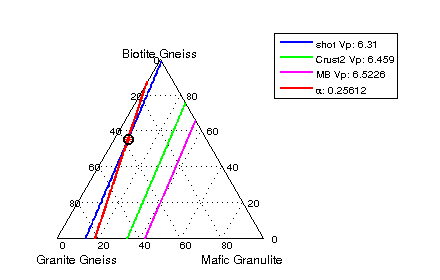 Biotite Gneiss
shot Vp: 6.31
Crust2 Vp: 6.459
MB Vp: 6.5226
α: 0.25612
0
80
40
60
60
40
80
20
0
0
20
40
60
80
Granite Gneiss
Mafic Granulite